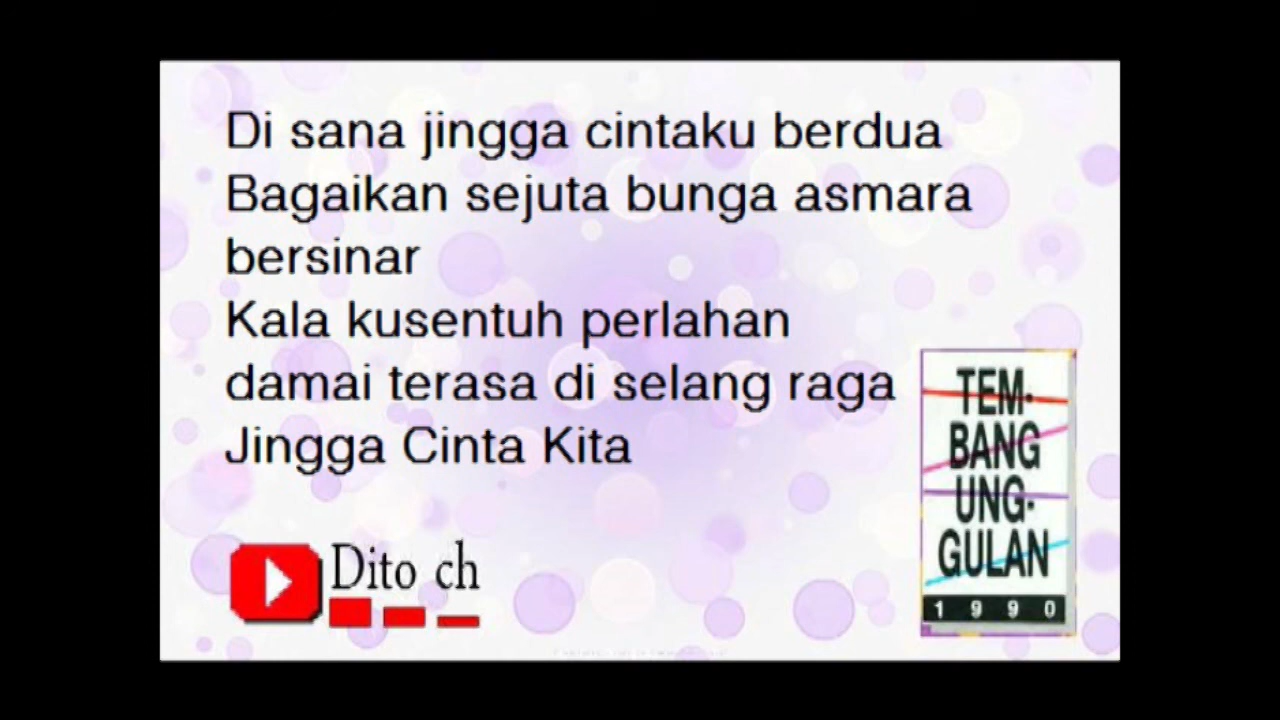 Di sana jingga cintaku berdua
Bagaikan sejuta bunga asmara
bersinar
Kala kusentuh perlahan
damai terasa di selang raga
Jingga Cinta Kita
TEM-
BANG
UNG-
GULAN
1990
Dito ch